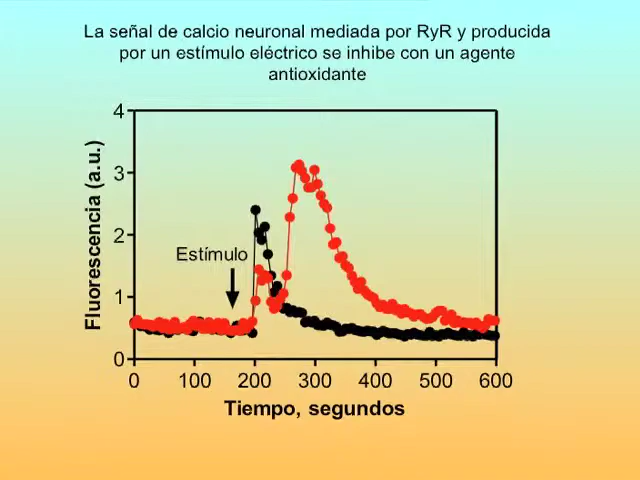 La señal de calcio neuronal mediada por RyR y producida
por un estímulo eléctrico se inhibe con un agente
antioxidante
4
3
2
1
0
Fluorescencia (a.u.)
Estímulo
0 100 200 300 400 500 600
Tiempo, segundos